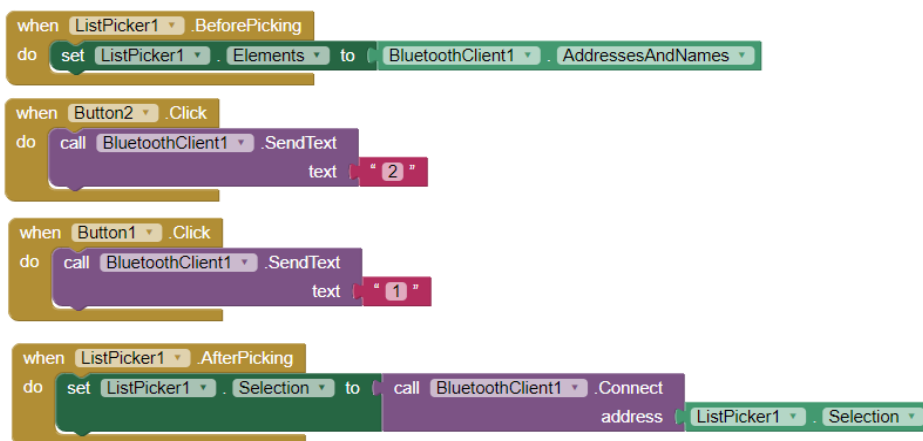 when ListPicker1 .BeforePicking
do set ListPicker1 . Elements to BluetoothClient1 . AddressesAndNames
when Button2 .Click
do call BluetoothClient1 .SendText
text " 2 "
when Button1 .Click
do call BluetoothClient1 .SendText
text " 1 "
when ListPicker1 .AfterPicking
do set ListPicker1 . Selection to call BluetoothClient1 .Connect
address ListPicker1 . Selection